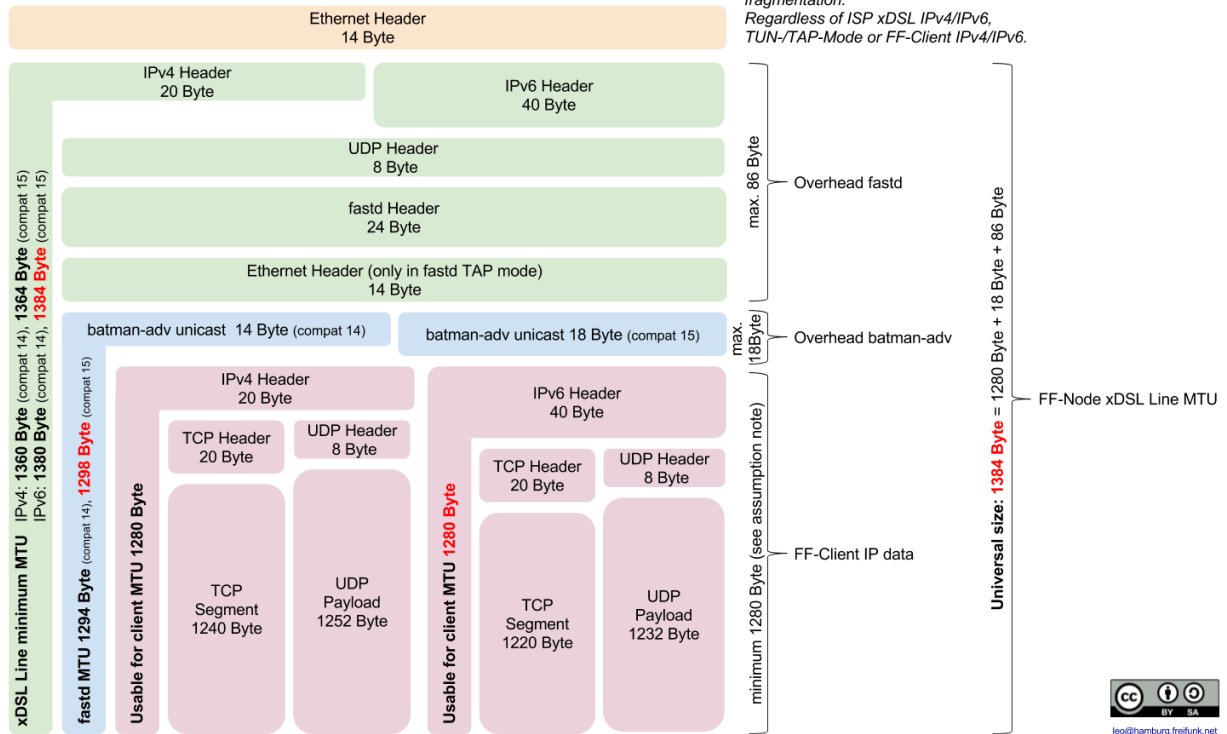 fragmentation.
Regardless of ISP xDSL IPv4/IPv6,
TUN-/TAP-Mode or FF-Client IPv4/IPv6.
Ethernet Header
14 Byte
IPv4 Header
20 Byte
IPv6 Header
40 Byte
UDP Header
8 Byte
fastd Header
24 Byte
Ethernet Header (only in fastd TAP mode)
14 Byte
batman-adv unicast 14 Byte (compat 14)
batman-adv unicast 18 Byte (compat 15)
IPv4 Header
20 Byte
TCP Header
20 Byte
UDP Header
8 Byte
TCP
Segment
1240 Byte
UDP
Payload
1252 Byte
IPv6 Header
40 Byte
TCP Header
20 Byte
UDP Header
8 Byte
TCP
Segment
1220 Byte
UDP
Payload
1232 Byte
xDSL Line minimum MTU IPv4: 1360 Byte (compat 14), 1364 Byte (compat 15)
IPv6: 1380 Byte (compat 14), 1384 Byte (compat 15)
fastd MTU 1294 Byte (compat 14), 1298 Byte (compat 15)
Usable for client MTU 1280 Byte
Usable for client MTU 1280 Byte
max. 86 Byte
Overhead fastd
max.
18Byte
Overhead batman-adv
minimum 1280 Byte (see assumption note)
FF-Client IP data
Universal size: 1384 Byte = 1280 Byte + 18 Byte + 86 Byte
FF-Node xDSL Line MTU
cc
BY SA
leo@hamburg.freifunk.net